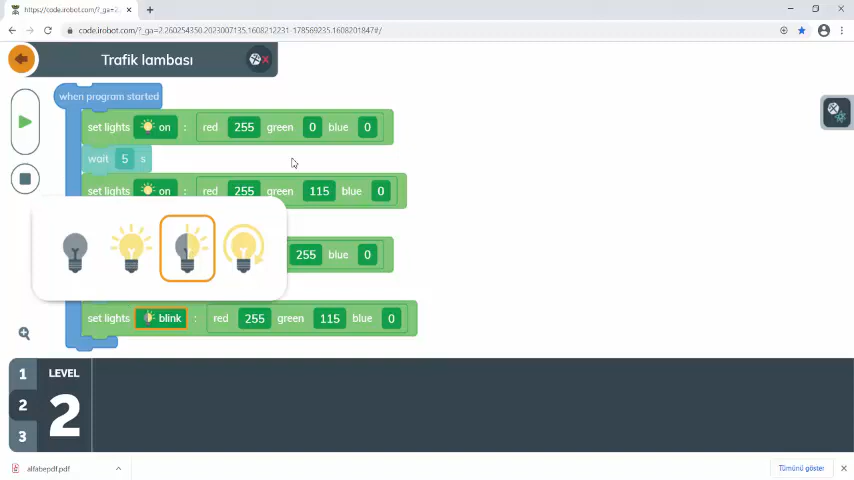 https://code.irobot.com/?_ga=2.
code.irobot.com/?_ga=2.260254350.2023007135.1608212231-178569235.1608201847#/
Trafik lambası
when program started
set lights on : red 255 green 0 blue 0
wait 5 s
set lights on : red 255 green 115 blue 0
255 blue 0
set lights blink : red 255 green 115 blue 0
1
2
3
LEVEL
2
alfabepdf.pdf
Tümünü göster